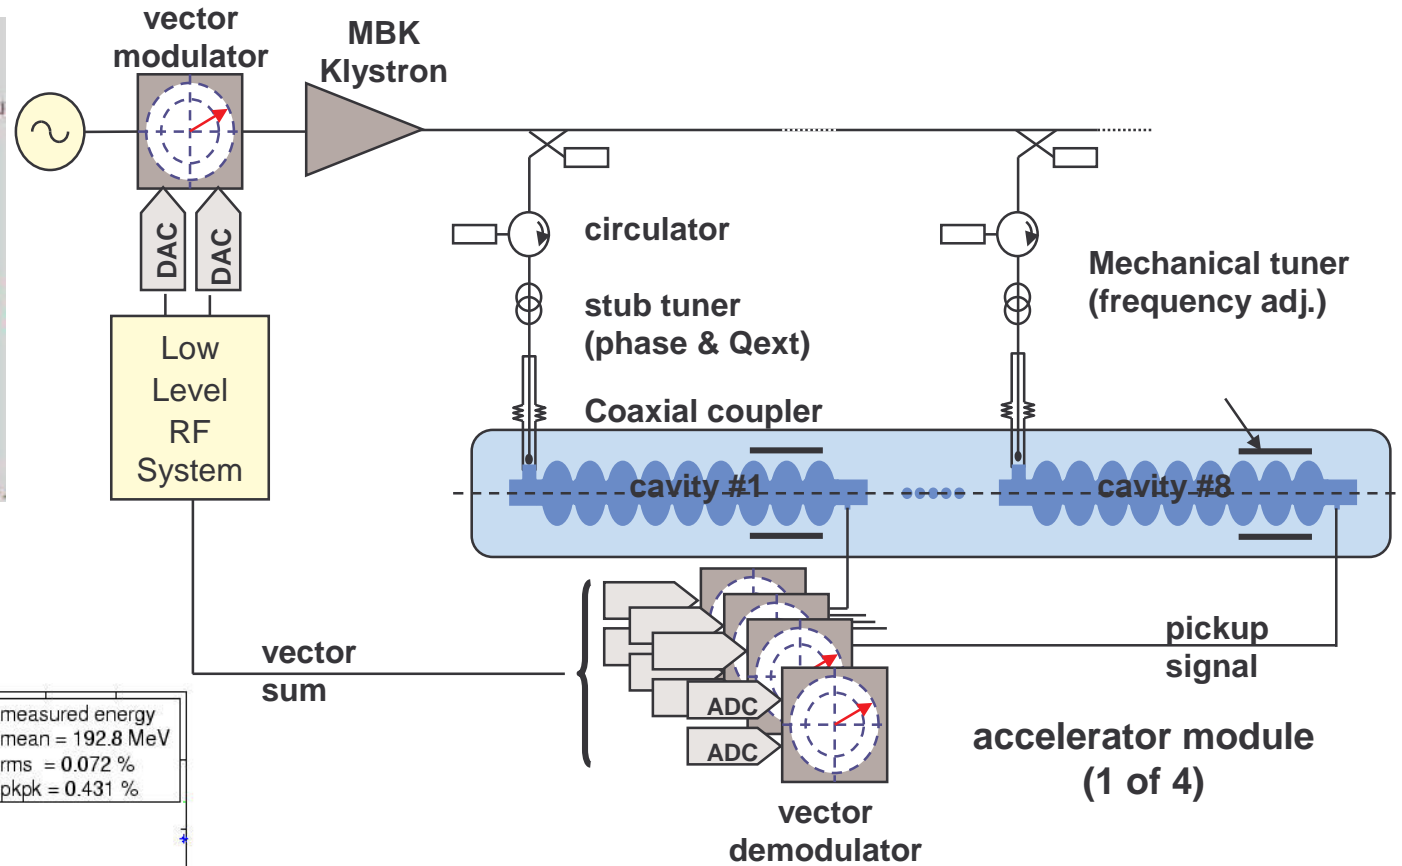 vector
modulator
MBK
Klystron
DAC
DAC
circulator
Mechanical tuner
(frequency adj.)
stub tuner
(phase & Qext)
Low
Level
RF
System
Coaxial coupler
cavity #1
cavity #8
vector
sum
pickup
signal
ADC
ADC
measured energy
mean = 192.8 MeV
rms = 0.072 %
pkpk = 0.431 %
accelerator module
(1 of 4)
vector
demodulator